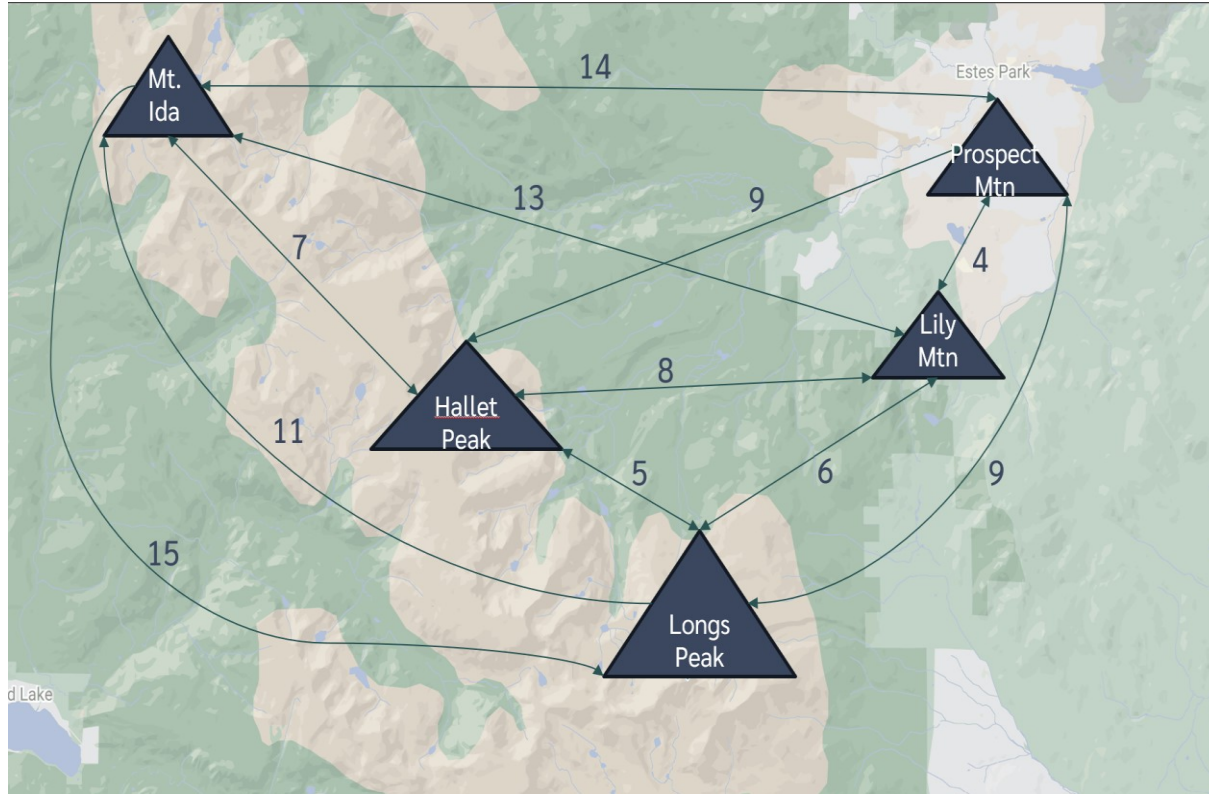 14
Estes Park
Mt.
Ida
Prospect
Mtn
13
9
7
4
Lily
Mtn
8
Hallet
Peak
11
5
6
9
15
Longs
Peak
d Lake